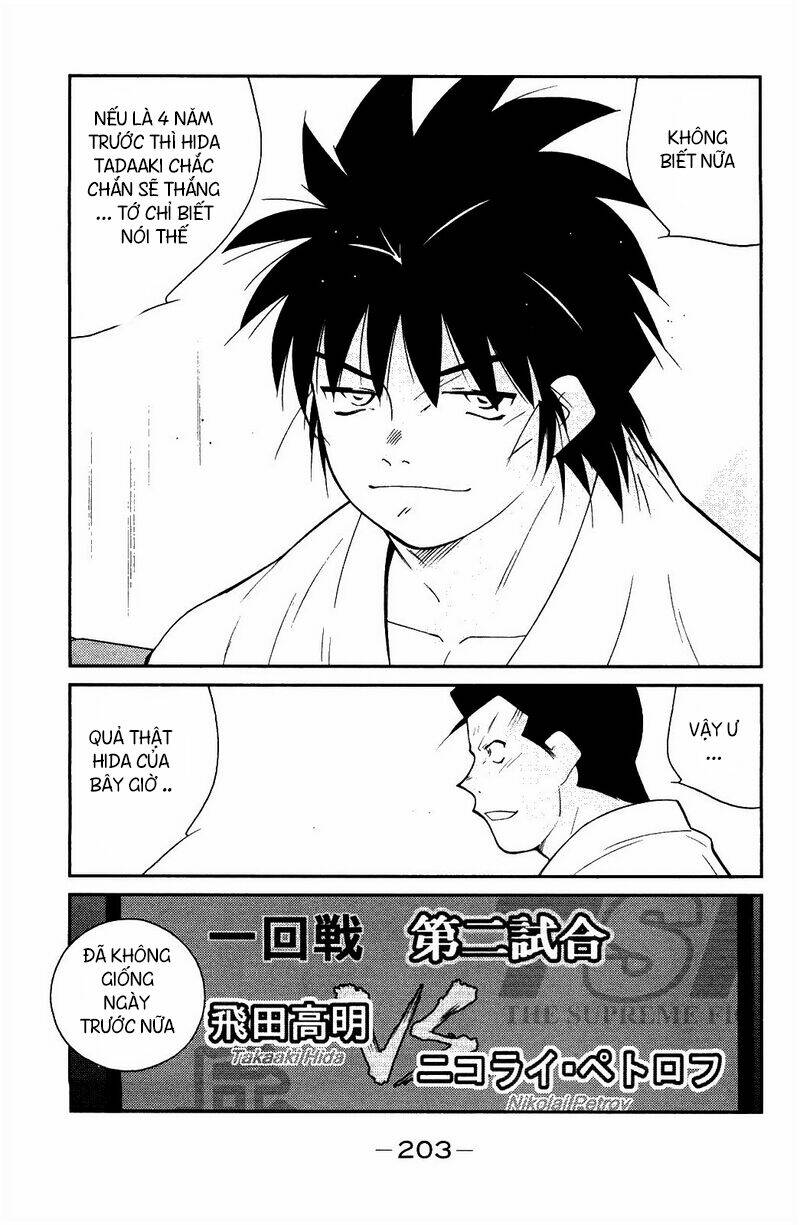 KHÔNG
BIẾT NỮA
NẾU LÀ 4 NĂM
TRƯỚC THÌ HIDA
TADAAKI CHẮC
CHẮN SẼ THẮNG
... TỚ CHỈ BIẾT
NÓI THẾ
VẬY Ư
...
QUẢ THẬT
HIDA CỦA
BÂY GIỜ ..
一回戦 第二試合
THE SUPREME FIG
ĐÃ KHÔNG
GIỐNG
NGÀY
TRƯỚC NỮA
飛田高明
Takaaki Hida
VS
ニコライ・ペトロフ
Nikolai Petrov
-203-